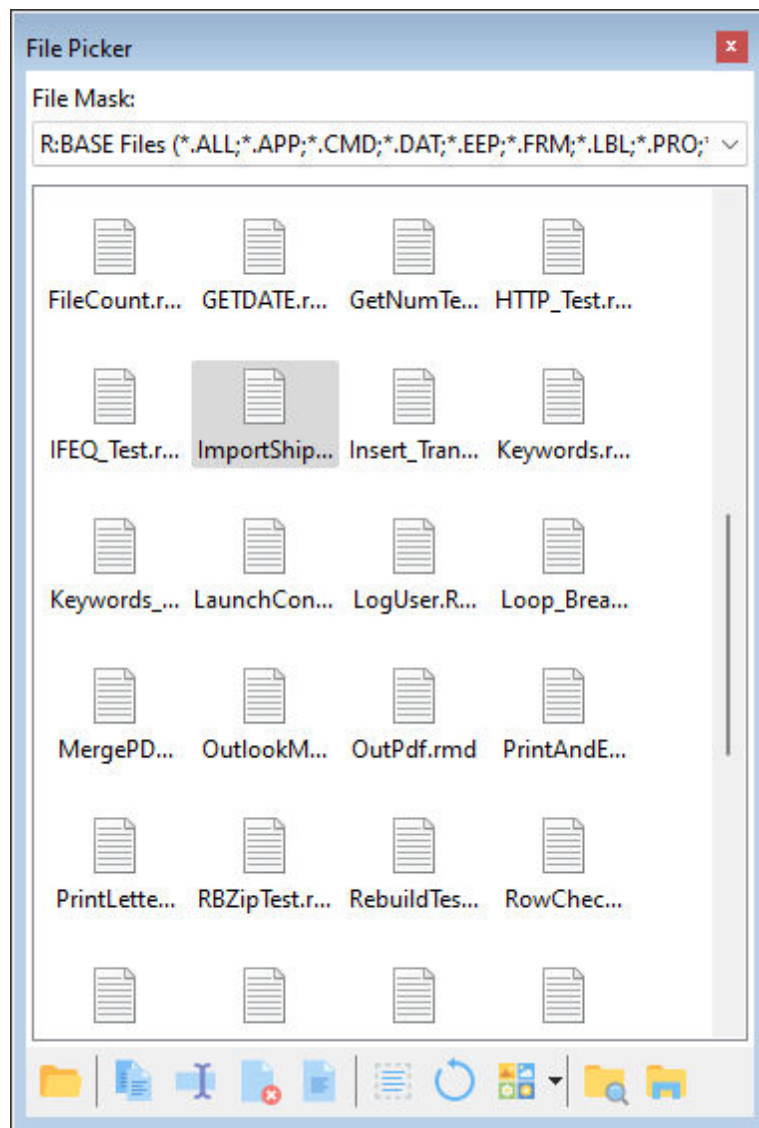 File Picker
File Mask:
R:BASE Files (*.ALL;*.APP;*.CMD;*.DAT;*.EEP;*.FRM;*.LBL;*.PRO;*
FileCount.r... GETDATE.r... GetNumTe... HTTP_Test.r...
IFEQ_Test.r... ImportShip... Insert_Tran... Keywords.r...
Keywords_... LaunchCon... LogUser.R... Loop_Brea...
MergePD... OutlookM... OutPdf.rmd PrintAndE...
PrintLette... RBZipTest.r... RebuildTes... RowChec...